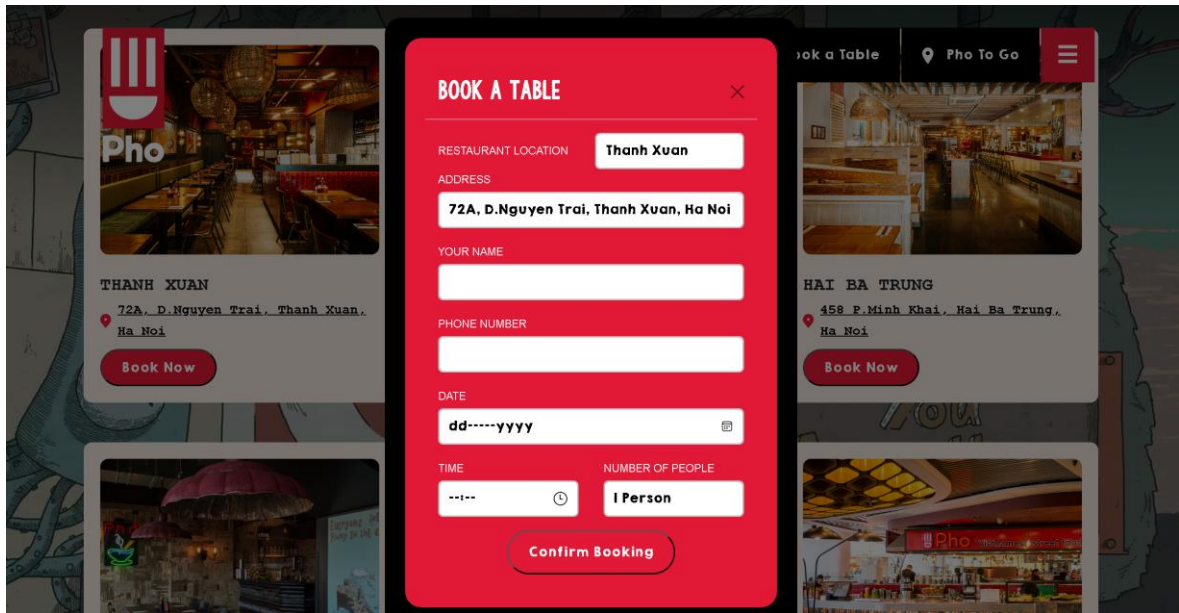 Pho
ook a Table
Pho To Go
BOOK A TABLE
RESTAURANT LOCATION
Thanh Xuan
ADDRESS
72A, D.Nguyen Trai, Thanh Xuan, Ha Noi
YOUR NAME
PHONE NUMBER
DATE
dd-----yyyy
TIME
NUMBER OF PEOPLE
--:--
1 Person
Confirm Booking
THANH XUAN
72A, D.Nguyen Trai, Thanh Xuan,
Ha Noi
Book Now
HAI BA TRUNG
458 P.Minh Khai, Hai Ba Trung,
Ha Noi
Book Now
You
Pho